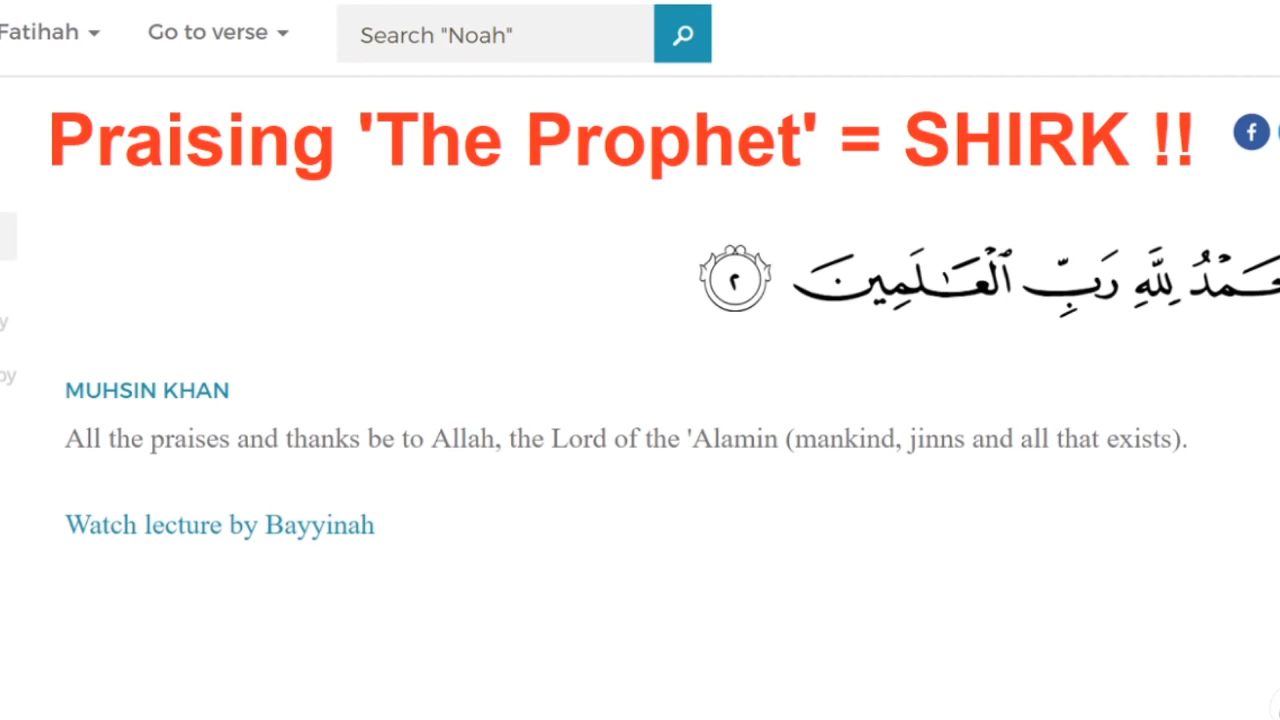 Fatihah Go to verse Search "Noah"
Praising 'The Prophet' = SHIRK !! f
حَمْدُ لِلَّهِ رَبِّ ٱلْعَـٰلَمِينَ ٢
MUHSIN KHAN
All the praises and thanks be to Allah, the Lord of the 'Alamin (mankind, jinns and all that exists).
Watch lecture by Bayyinah